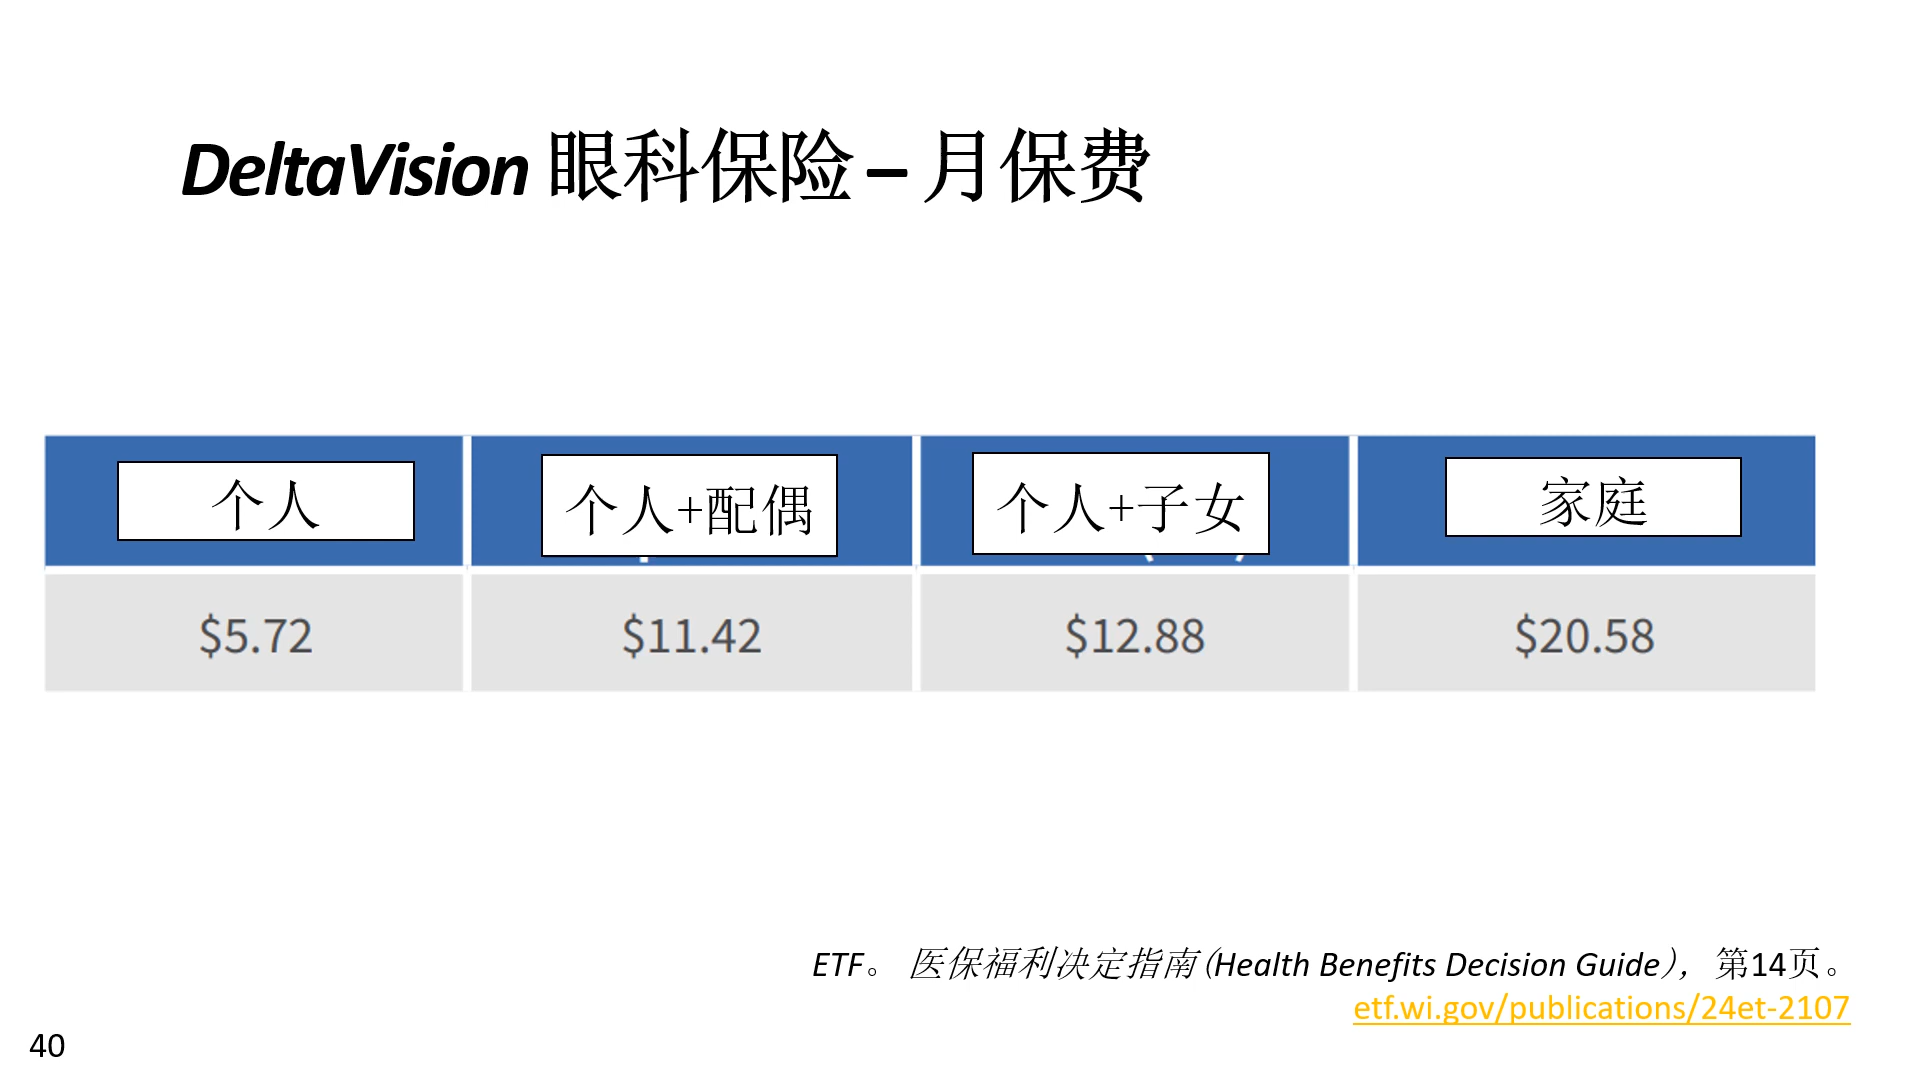 DeltaVision 眼科保险 – 月保费
个人 个人+配偶 个人+子女 家庭
$5.72 $11.42 $12.88 $20.58
ETF。 医保福利决定指南(Health Benefits Decision Guide)， 第14页。
etf.wi.gov/publications/24et-2107
40